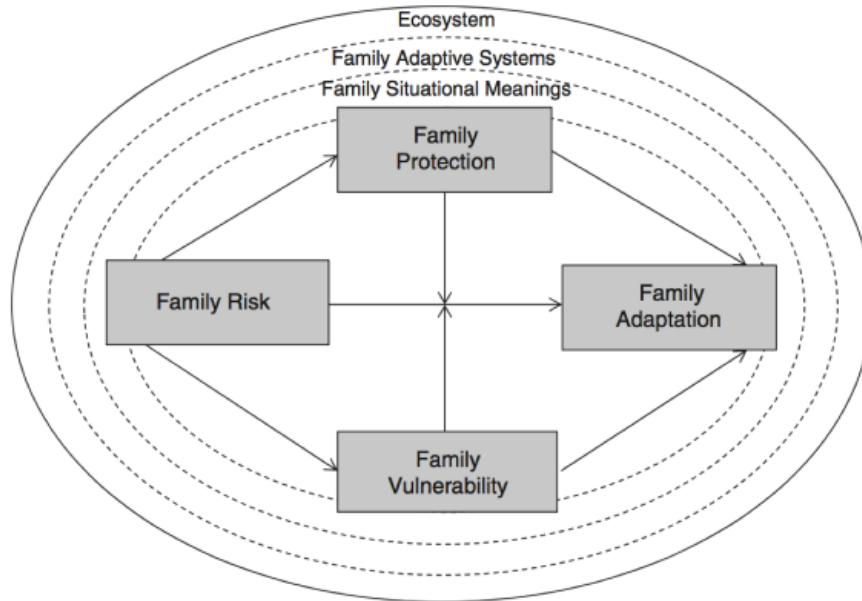 Ecosystem
Family Adaptive Systems
Family Situational Meanings
Family
Protection
Family Risk
Family
Adaptation
Family
Vulnerability